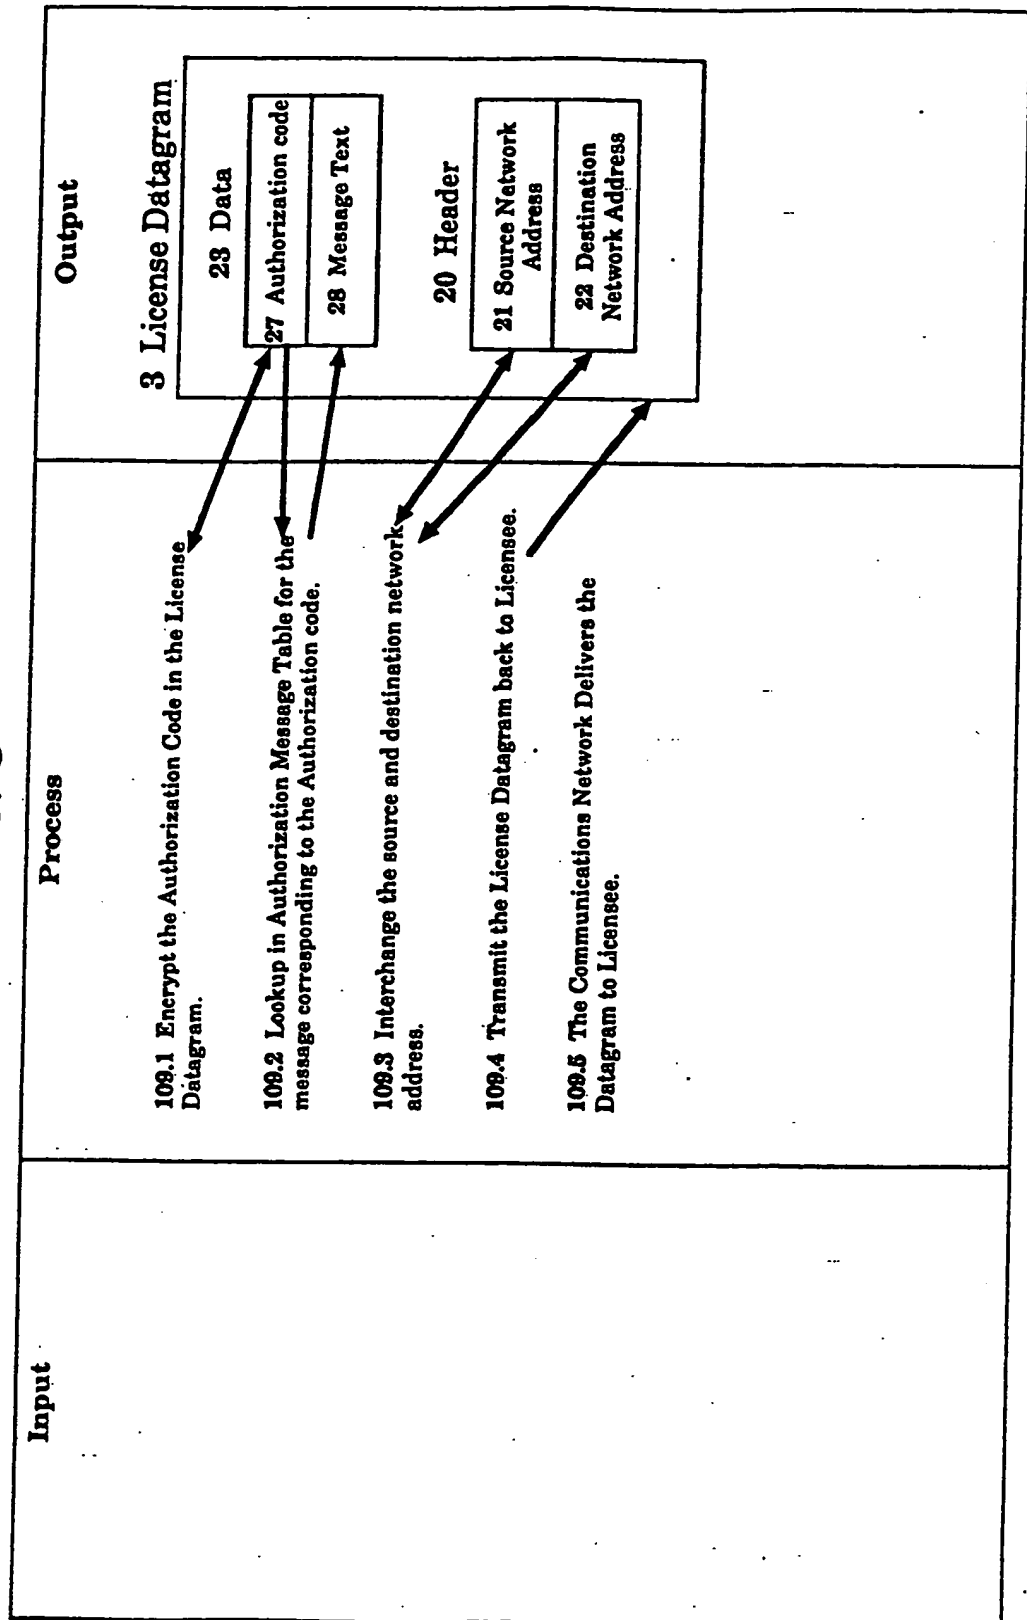 Input
Process
Output
109.1 Encrypt the Authorization Code in the License
Datagram.
109.2 Lookup in Authorization Message Table for the
message corresponding to the Authorization code.
109.3 Interchange the source and destination network
address.
109.4 Transmit the License Datagram back to Licensee.
109.5 The Communications Network Delivers the
Datagram to Licensee.
3 License Datagram
23 Data
27 Authorization code
28 Message Text
20 Header
21 Source Network
Address
22 Destination
Network Address